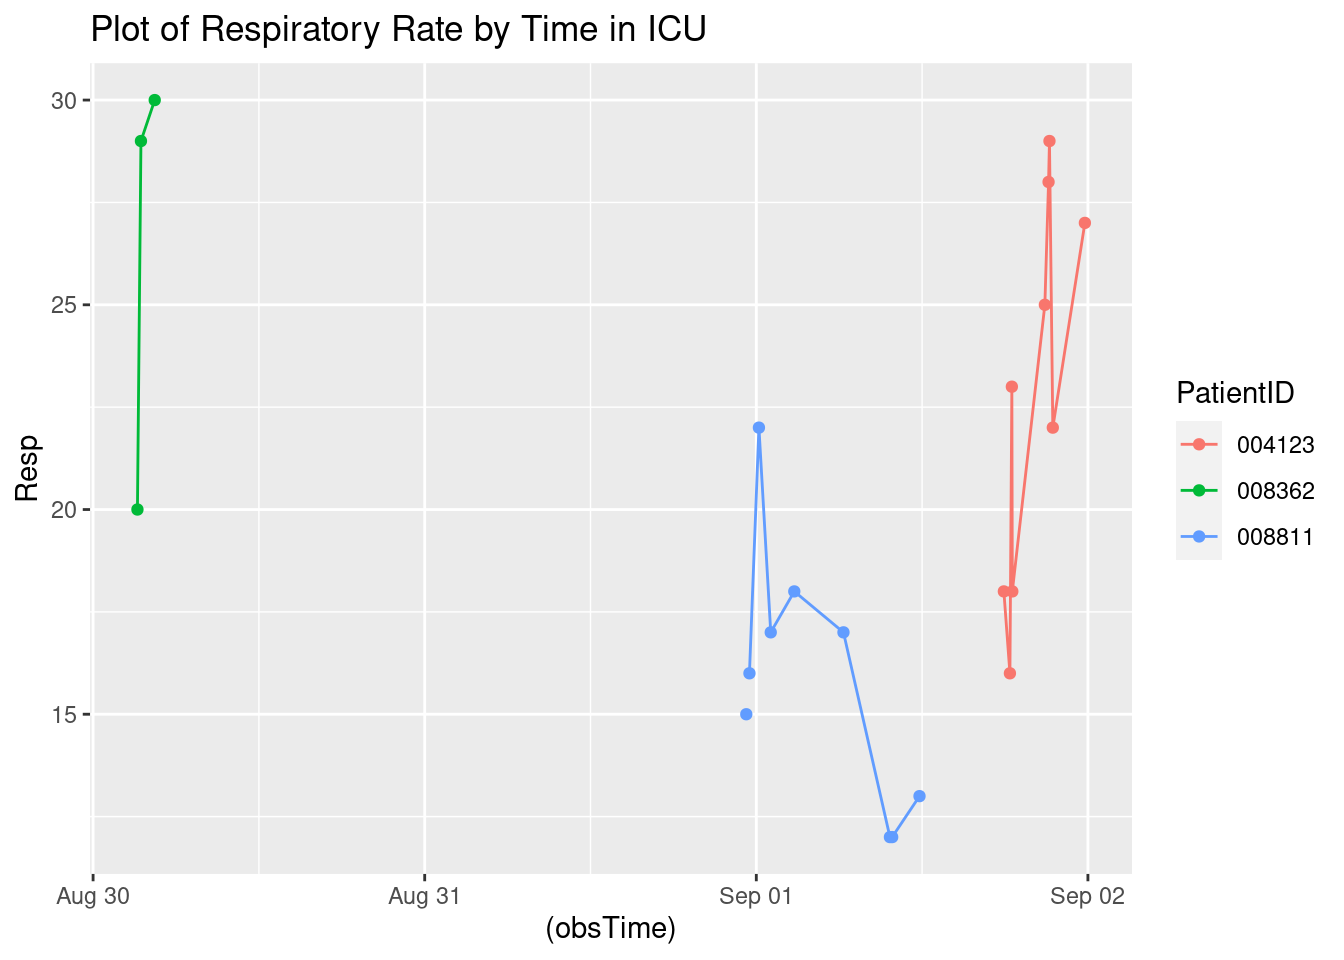 Plot of Respiratory Rate by Time in ICU
30
25
20
15
Resp
Aug 30
Aug 31
Sep 01
Sep 02
(obsTime)
PatientID
004123
008362
008811